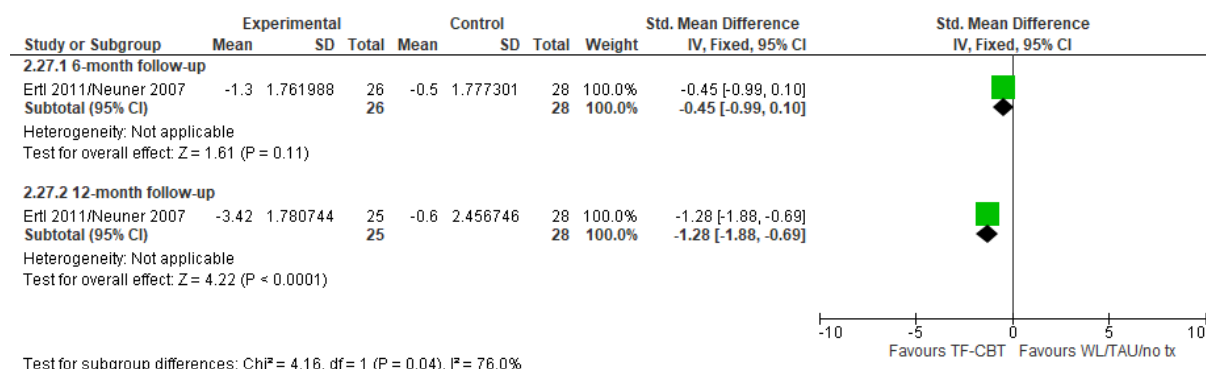 Experimental Control Std. Mean Difference Std. Mean Difference
Study or Subgroup Mean SD Total Mean SD Total Weight IV, Fixed, 95% CI IV, Fixed, 95% CI
2.27.1 6-month follow-up
Ertl 2011/Neuner 2007 -1.3 1.761988 26 -0.5 1.777301 28 100.0% -0.45 [-0.99, 0.10]
Subtotal (95% CI) 26 28 100.0% -0.45 [-0.99, 0.10]
Heterogeneity: Not applicable
Test for overall effect: Z = 1.61 (P = 0.11)
2.27.2 12-month follow-up
Ertl 2011/Neuner 2007 -3.42 1.780744 25 -0.6 2.456746 28 100.0% -1.28 [-1.88, -0.69]
Subtotal (95% CI) 25 28 100.0% -1.28 [-1.88, -0.69]
Heterogeneity: Not applicable
Test for overall effect: Z = 4.22 (P < 0.0001)
-10 -5 0 5 10
Favours TF-CBT Favours WL/TAU/no tx
Test for subgroup differences: Chi² = 4.16, df = 1 (P = 0.04), I² = 76.0%